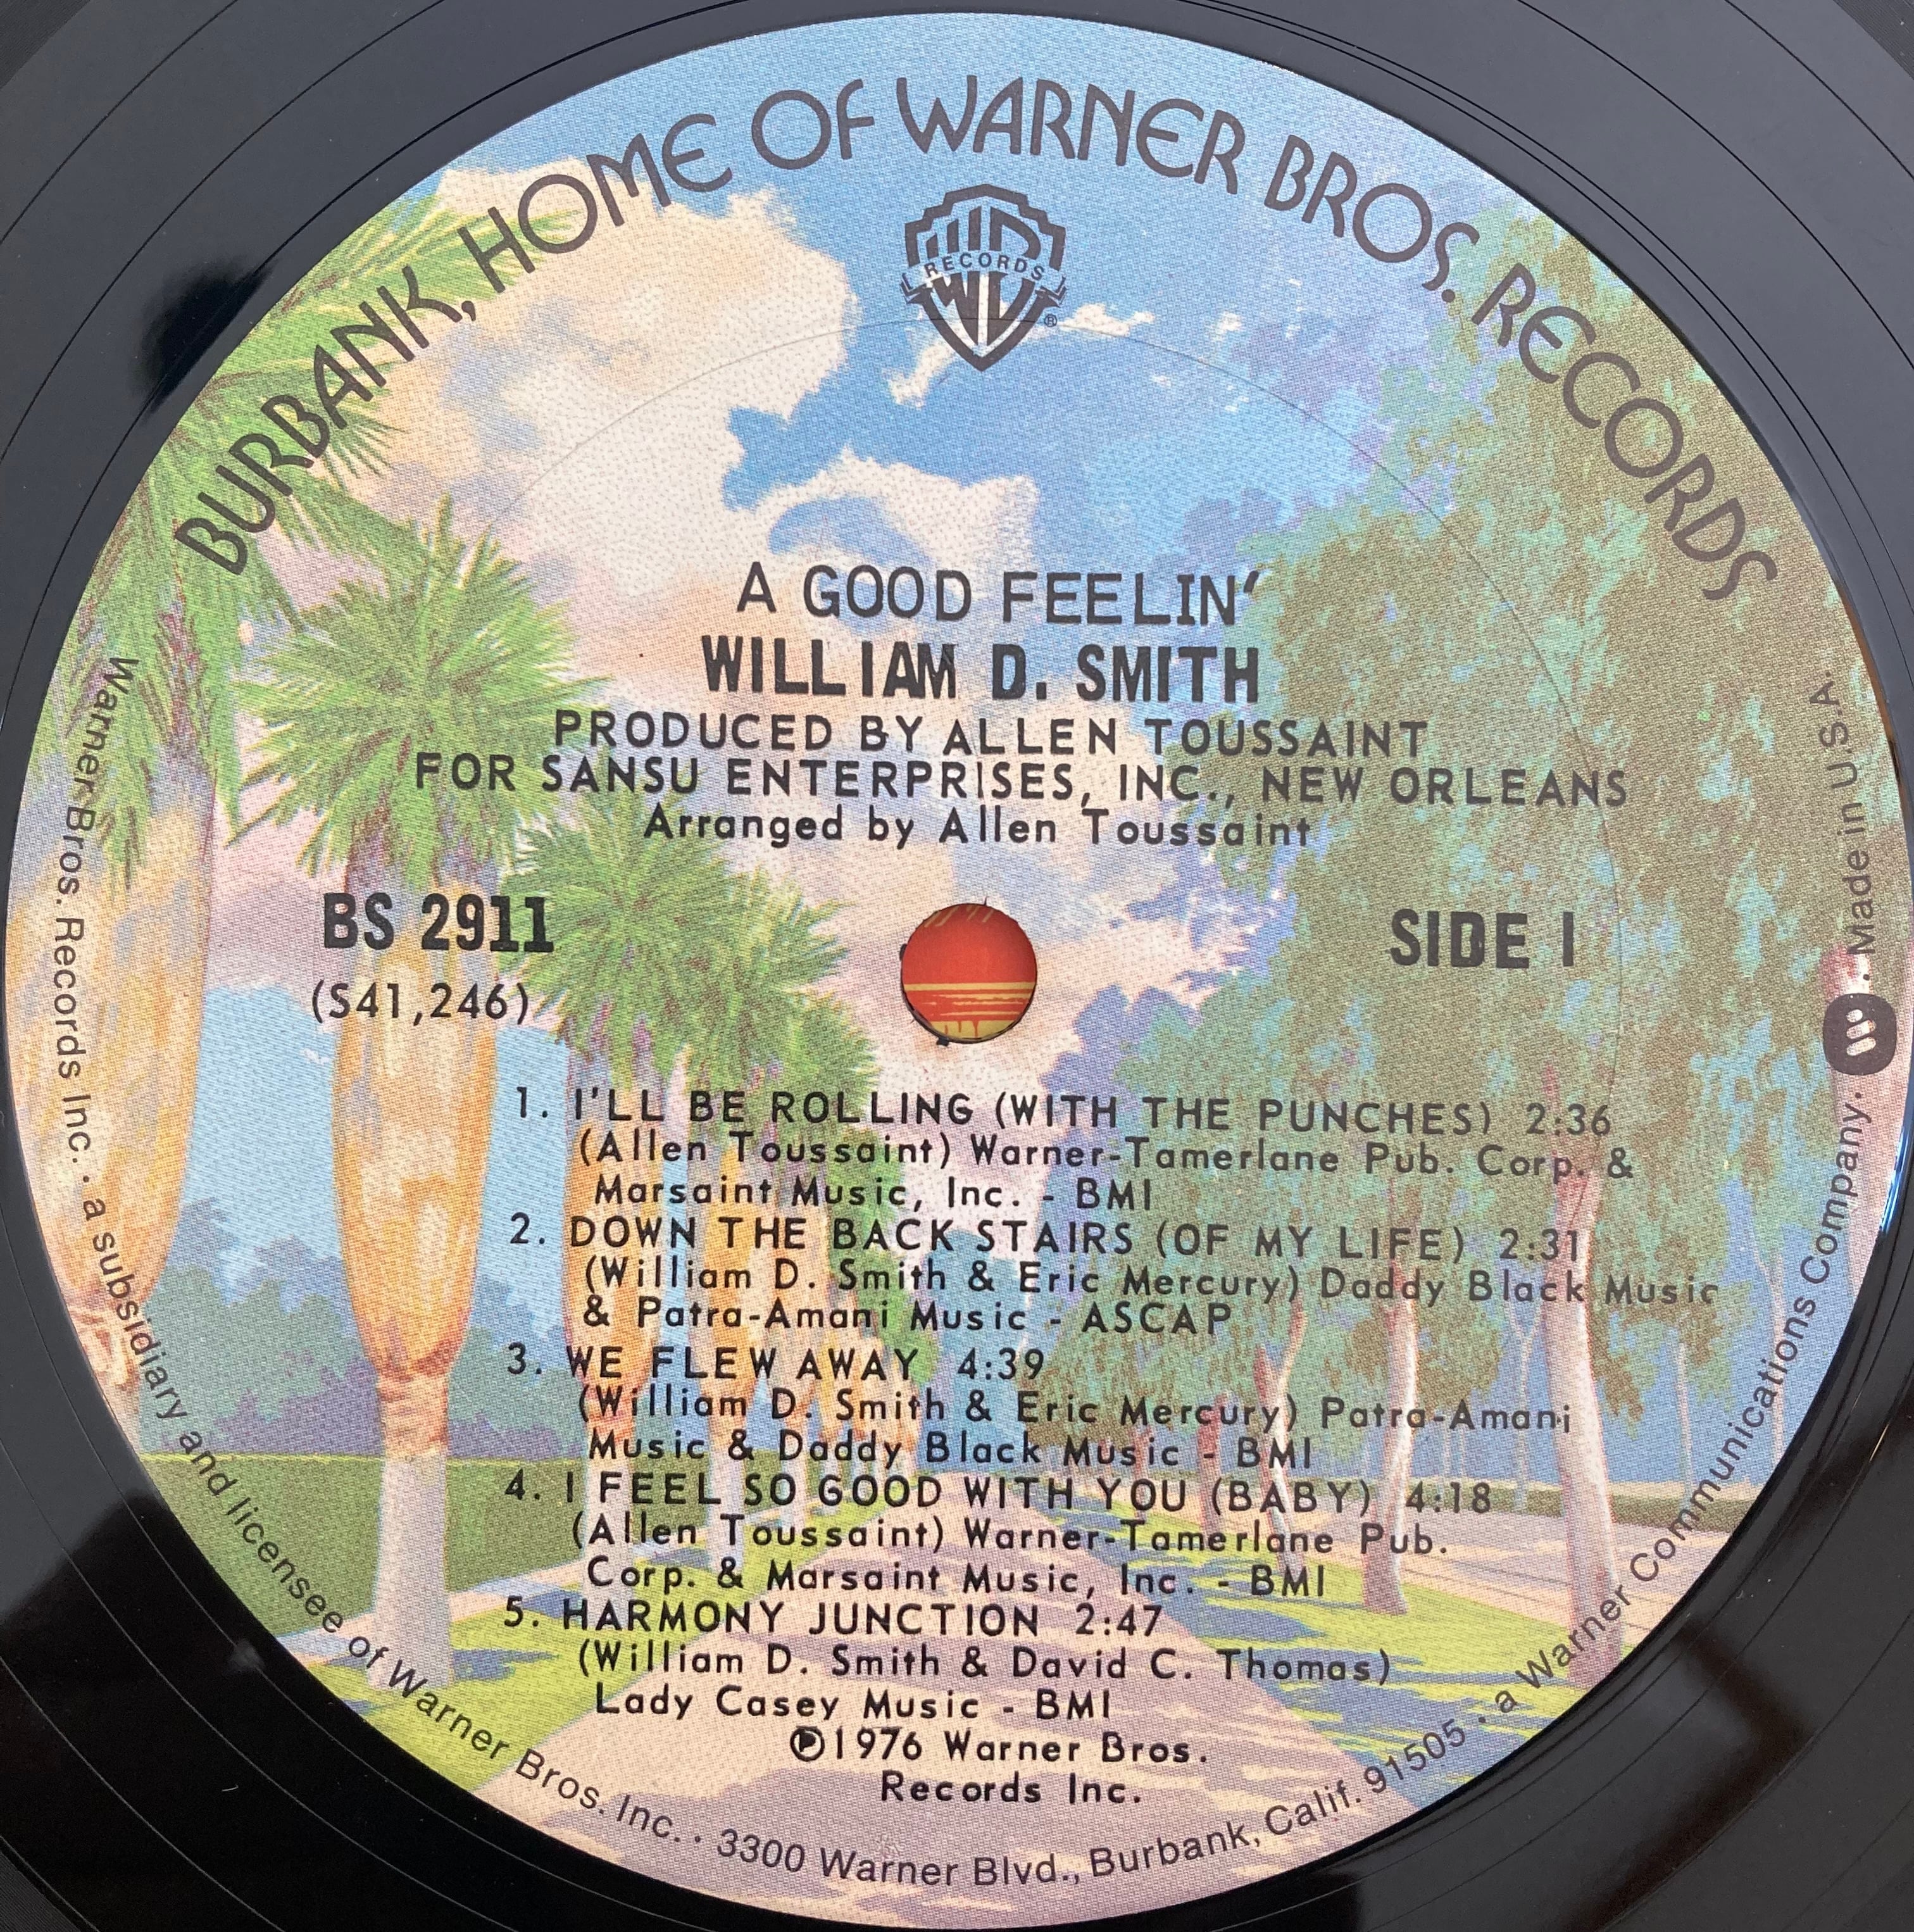 BURBANK, HOME OF WARNER BROS. RECORDS
RECORDS
®
A GOOD FEELIN'
WILLIAM D. SMITH
PRODUCED BY ALLEN TOUSSAINT
FOR SANSU ENTERPRISES, INC., NEW ORLEANS
Arranged by Allen Toussaint
BS 2911
(S41,246)
SIDE 1
1. I'LL BE ROLLING (WITH THE PUNCHES) 2:36
(Allen Toussaint) Warner-Tamerlane Pub. Corp. &
Marsaint Music, Inc. - BMI
2. DOWN THE BACK STAIRS (OF MY LIFE) 2:31
(William D. Smith & Eric Mercury) Daddy Black Music
& Patra-Amani Music - ASCAP
3. WE FLEW AWAY 4:39
(William D. Smith & Eric Mercury) Patra-Amani
Music & Daddy Black Music - BMI
4. I FEEL SO GOOD WITH YOU (BABY) 4:18
(Allen Toussaint) Warner-Tamerlane Pub.
Corp. & Marsaint Music, Inc. - BMI
5. HARMONY JUNCTION 2:47
(William D. Smith & David C. Thomas)
Lady Casey Music - BMI
℗1976 Warner Bros.
Records Inc.
Warner Bros. Records Inc. · a subsidiary and licensee of Warner Bros. Inc. · 3300 Warner Blvd., Burbank, Calif. 91505 · a Warner Communications Company. . Made in U.S.A.